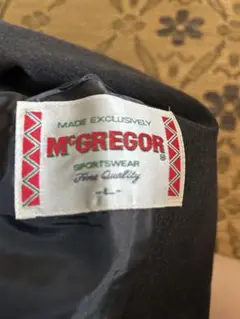 MADE EXCLUSIVELY
McGREGOR®
SPORTSWEAR
Fine Quality
-L-